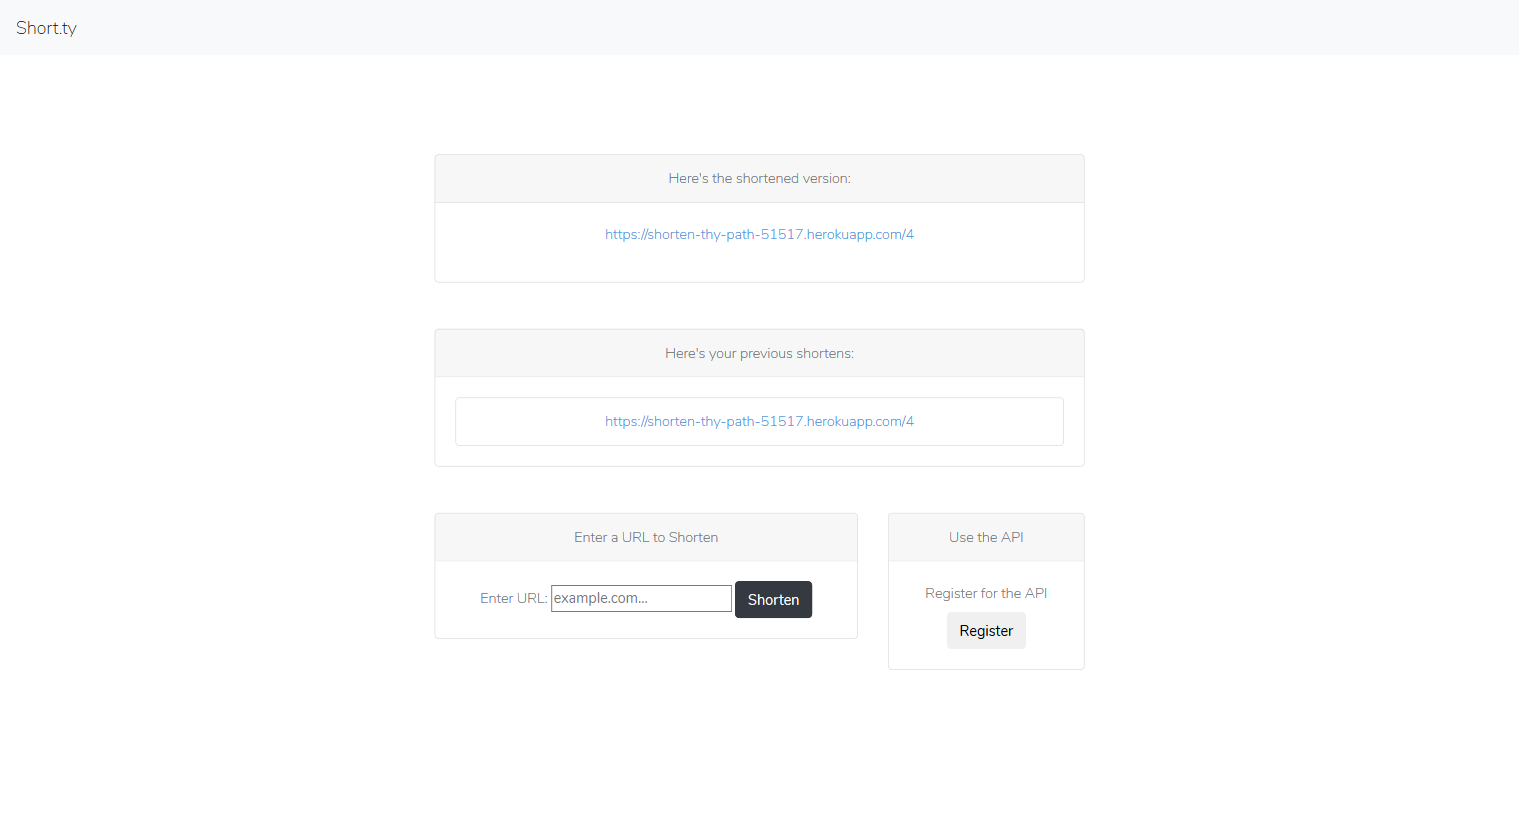 Short.ty
Here's the shortened version:
https://shorten-thy-path-51517.herokuapp.com/4
Here's your previous shortens:
https://shorten-thy-path-51517.herokuapp.com/4
Enter a URL to Shorten
Enter URL: example.com... Shorten
Use the API
Register for the API
Register